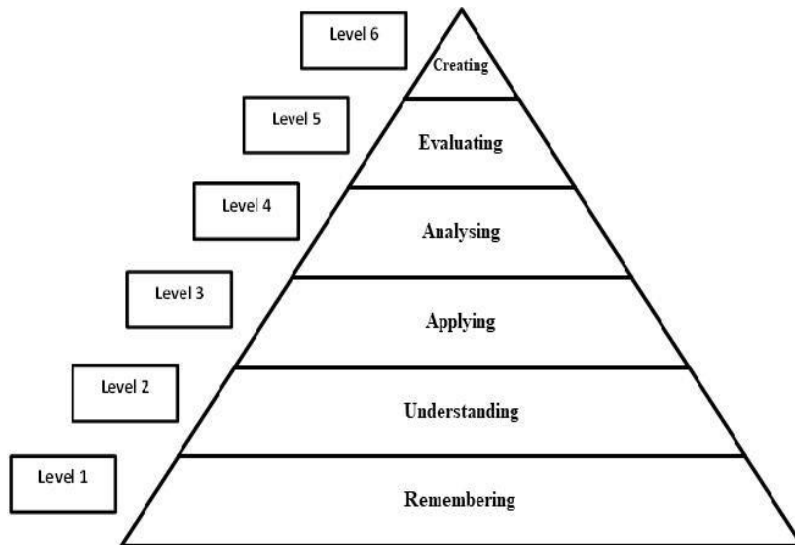 Level 6
Creating
Level 5
Evaluating
Level 4
Analysing
Level 3
Applying
Level 2
Understanding
Level 1
Remembering